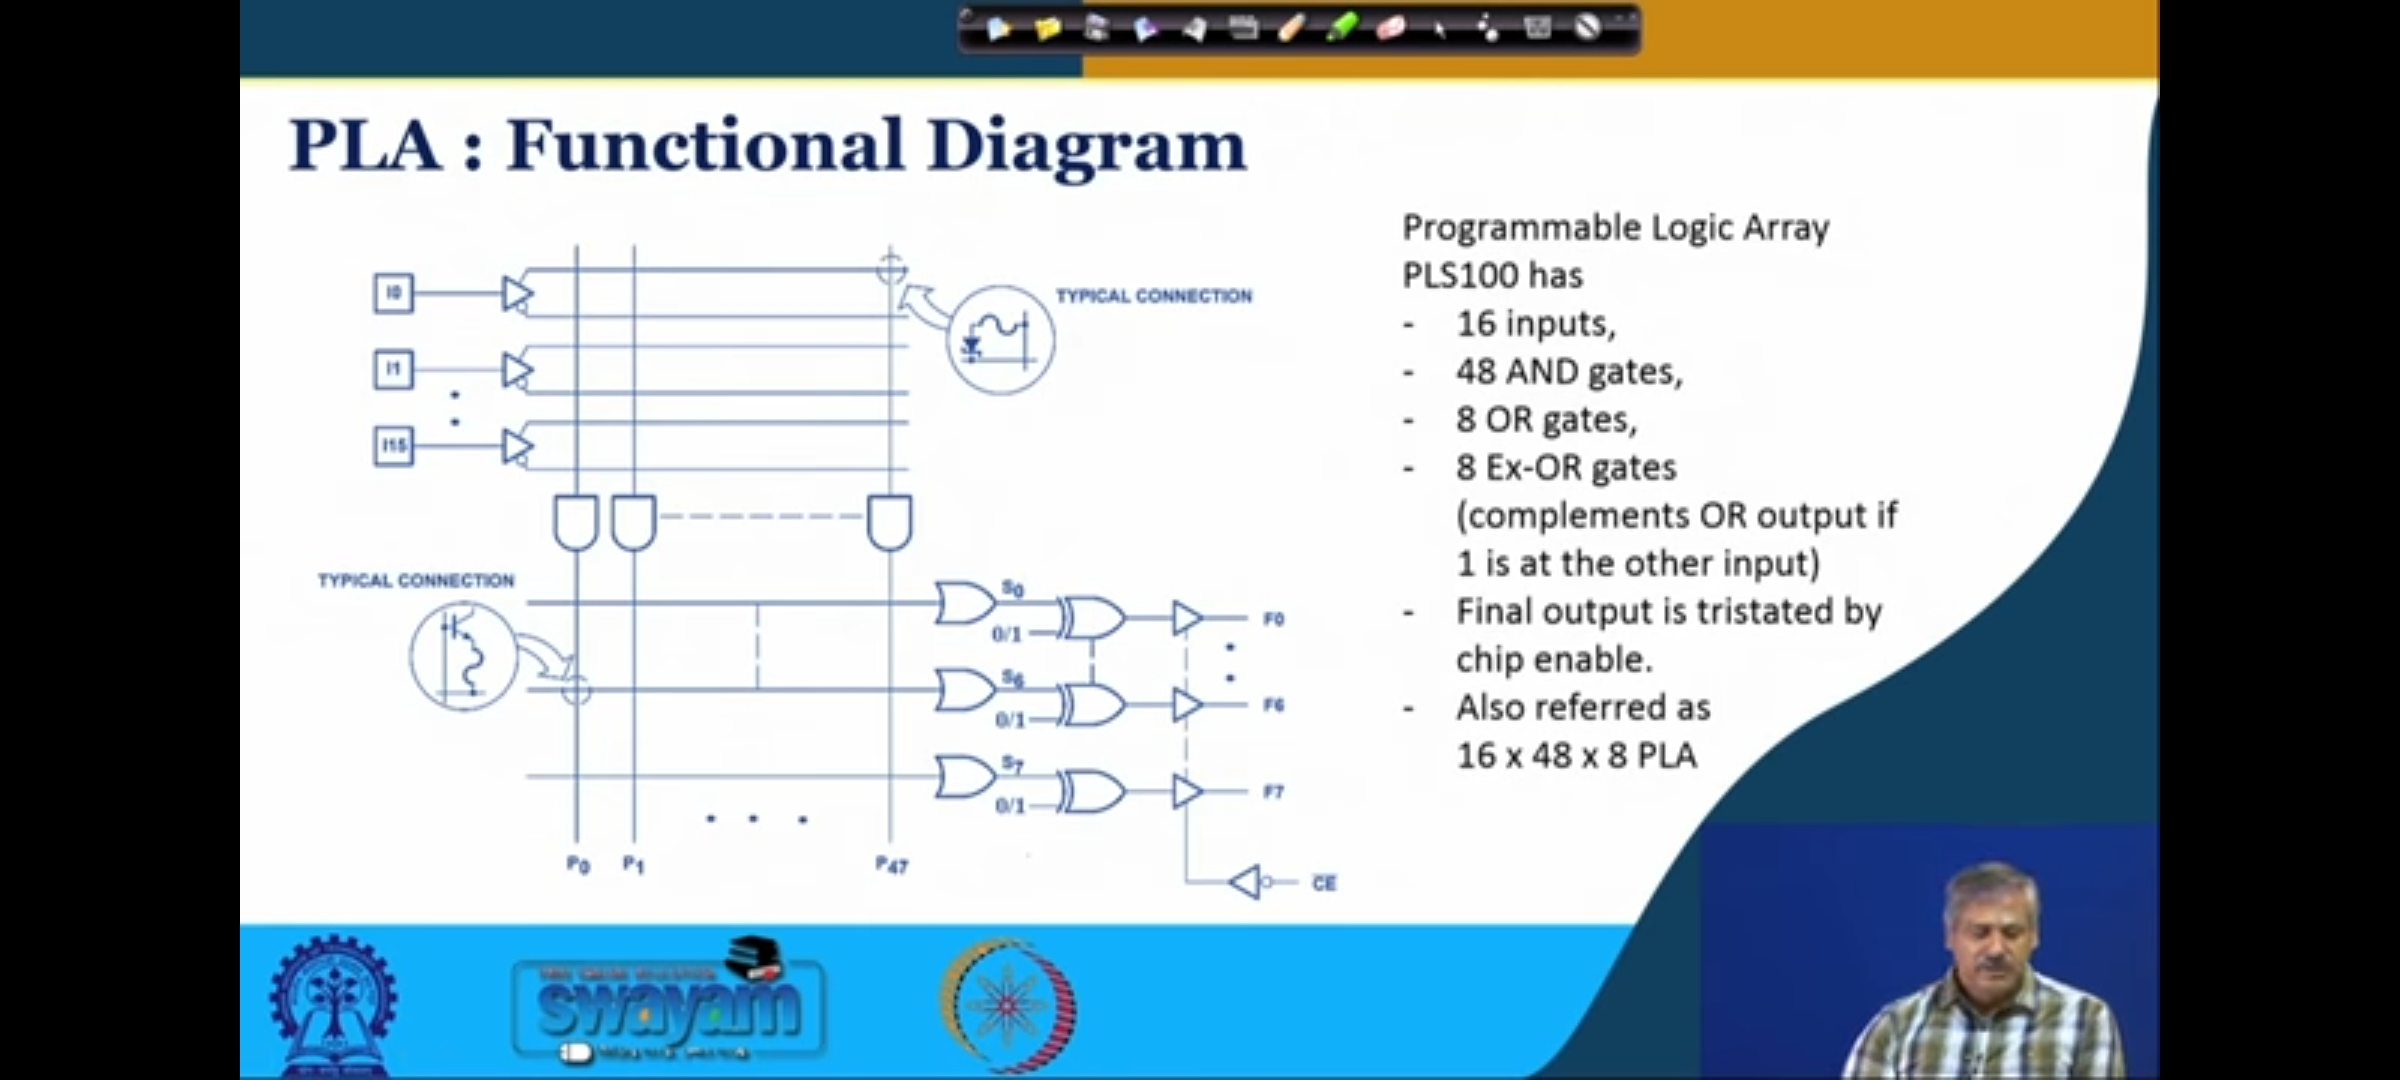 PLA : Functional Diagram
I0
I1
I15
TYPICAL CONNECTION
TYPICAL CONNECTION
S0
0/1
F0
S6
0/1
F6
S7
0/1
F7
P0 P1 P47
CE
Programmable Logic Array
PLS100 has
- 16 inputs,
- 48 AND gates,
- 8 OR gates,
- 8 Ex-OR gates
(complements OR output if
1 is at the other input)
- Final output is tristated by
chip enable.
- Also referred as
16 x 48 x 8 PLA
swayam